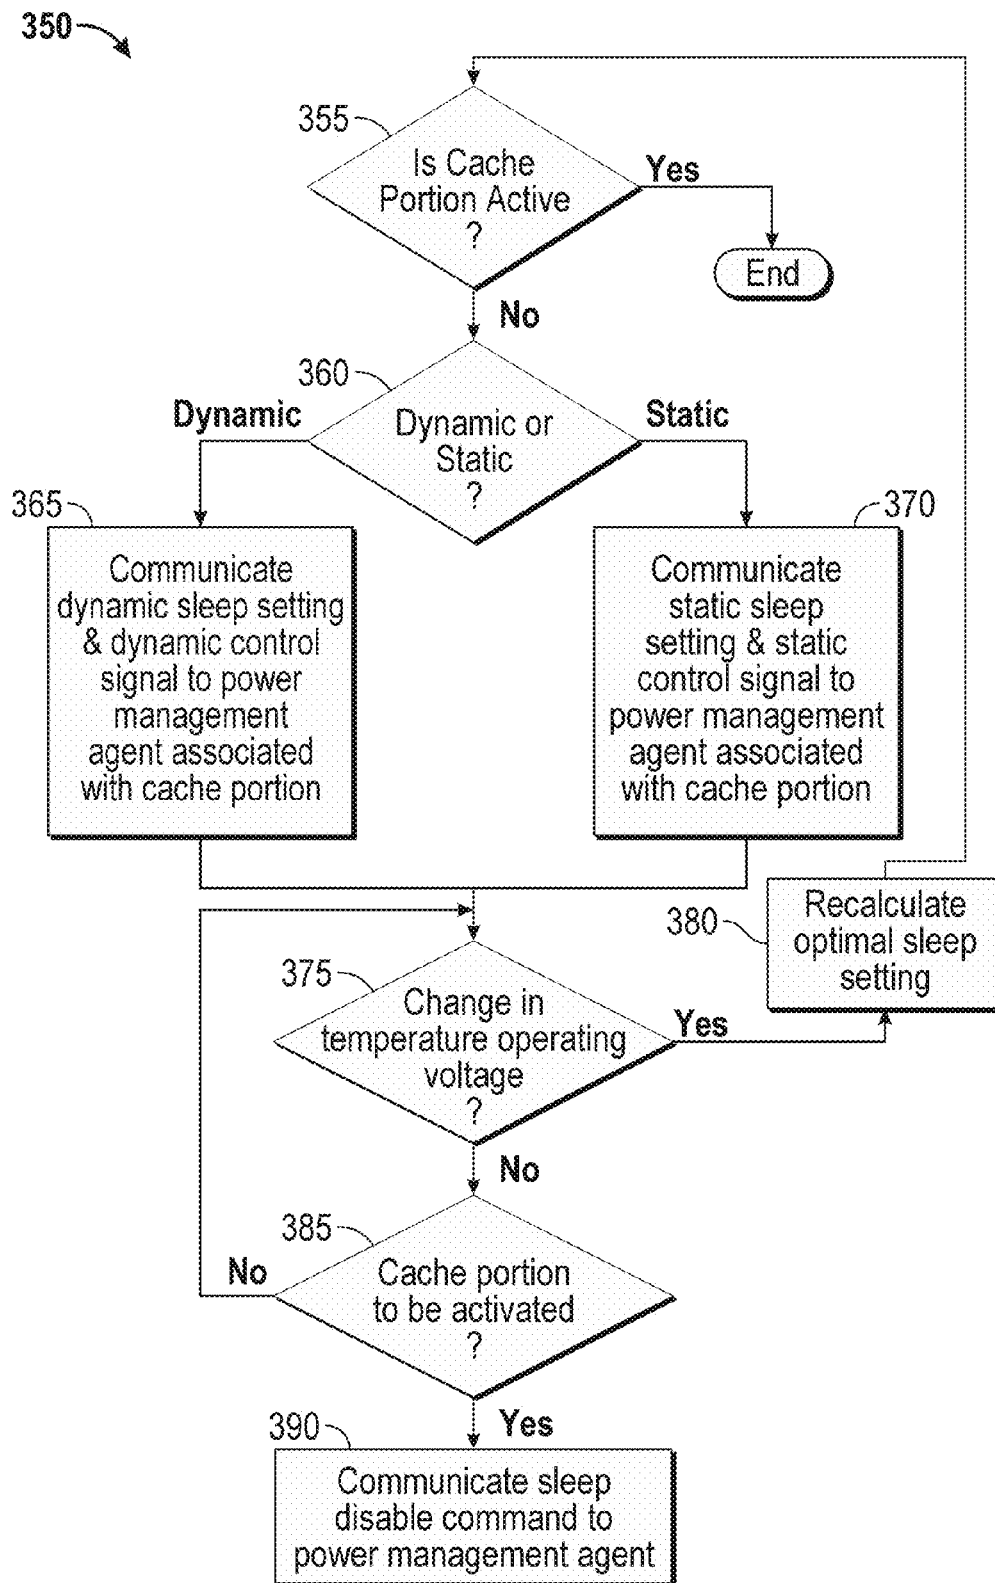 350
355
Is Cache
Portion Active
?
Yes
End
No
360
Dynamic
Dynamic or
Static
?
Static
365
Communicate
dynamic sleep setting
& dynamic control
signal to power
management
agent associated
with cache portion
370
Communicate
static sleep
setting & static
control signal to
power management
agent associated
with cache portion
380
Recalculate
optimal sleep
setting
375
Change in
temperature operating
voltage
?
Yes
No
385
Cache portion
to be activated
?
No
Yes
390
Communicate sleep
disable command to
power management agent